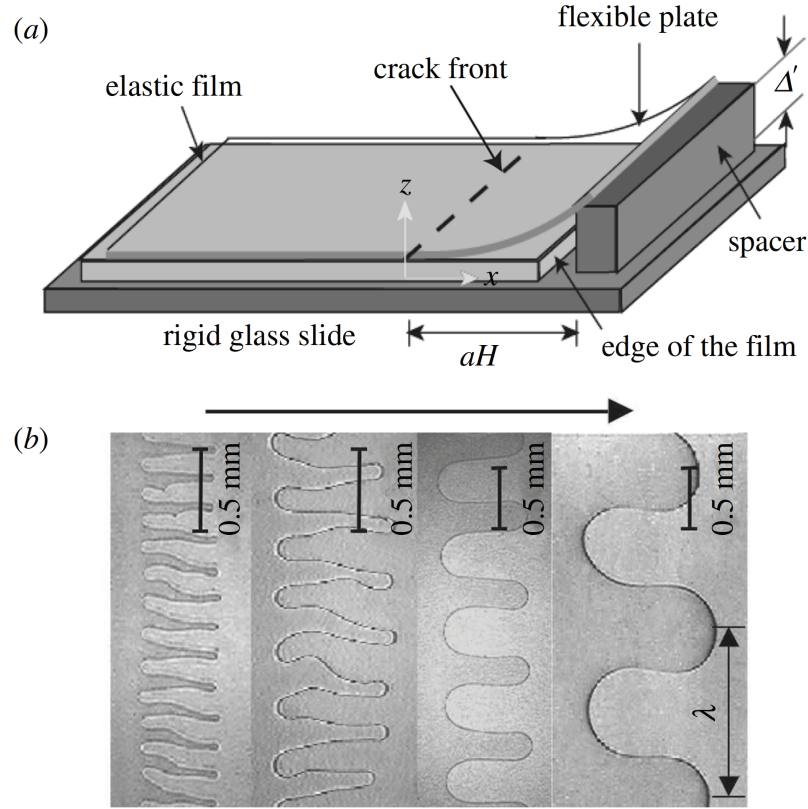 (a)
flexible plate
crack front
elastic film
Δ′
z
x
spacer
rigid glass slide
aH
edge of the film
(b)
0.5 mm
0.5 mm
0.5 mm
0.5 mm
λ